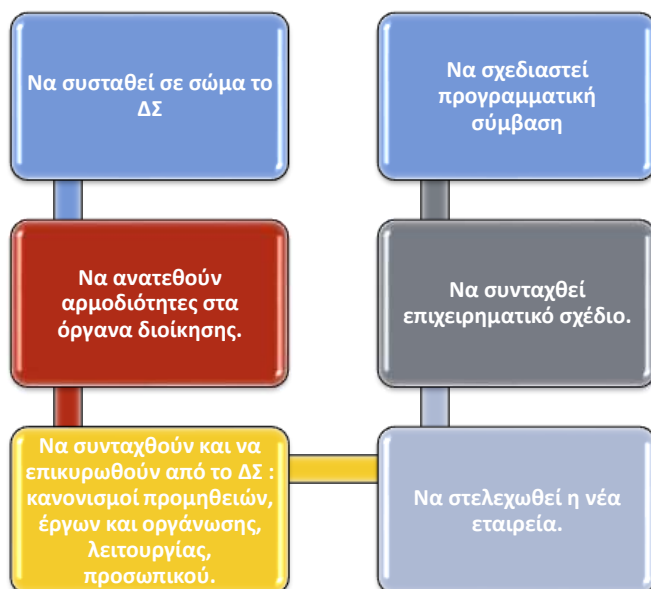 Να συσταθεί σε σώμα το
ΔΣ
Να ανατεθούν
αρμοδιότητες στα
όργανα διοίκησης.
Να συνταχθούν και να
επικυρωθούν από το ΔΣ :
κανονισμοί προμηθειών,
έργων και οργάνωσης,
λειτουργίας,
προσωπικού.
Να στελεχωθεί η νέα
εταιρεία.
Να συνταχθεί
επιχειρηματικό σχέδιο.
Να σχεδιαστεί
προγραμματική
σύμβαση